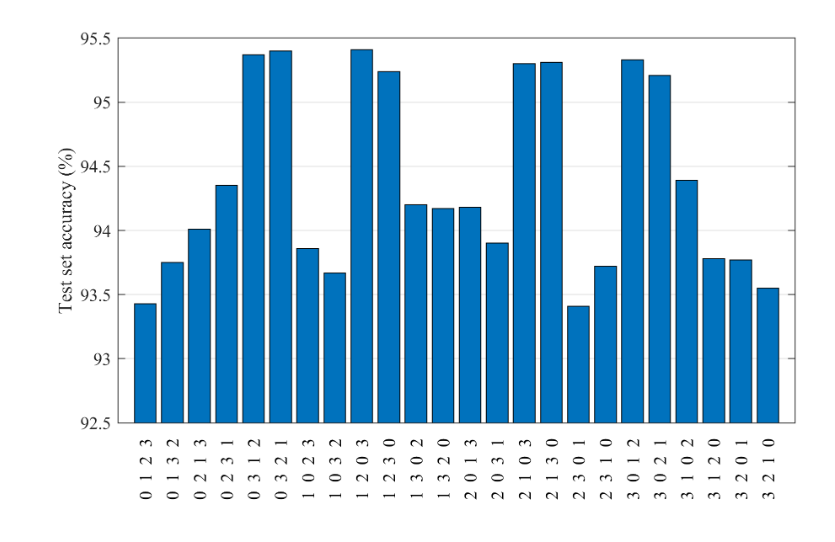 95.5
95
94.5
94
93.5
93
92.5
Test set accuracy (%)
0 1 2 3
0 1 3 2
0 2 1 3
0 2 3 1
0 3 1 2
0 3 2 1
1 0 2 3
1 0 3 2
1 2 0 3
1 2 3 0
1 3 0 2
1 3 2 0
2 0 1 3
2 0 3 1
2 1 0 3
2 1 3 0
2 3 0 1
2 3 1 0
3 0 1 2
3 0 2 1
3 1 0 2
3 1 2 0
3 2 0 1
3 2 1 0